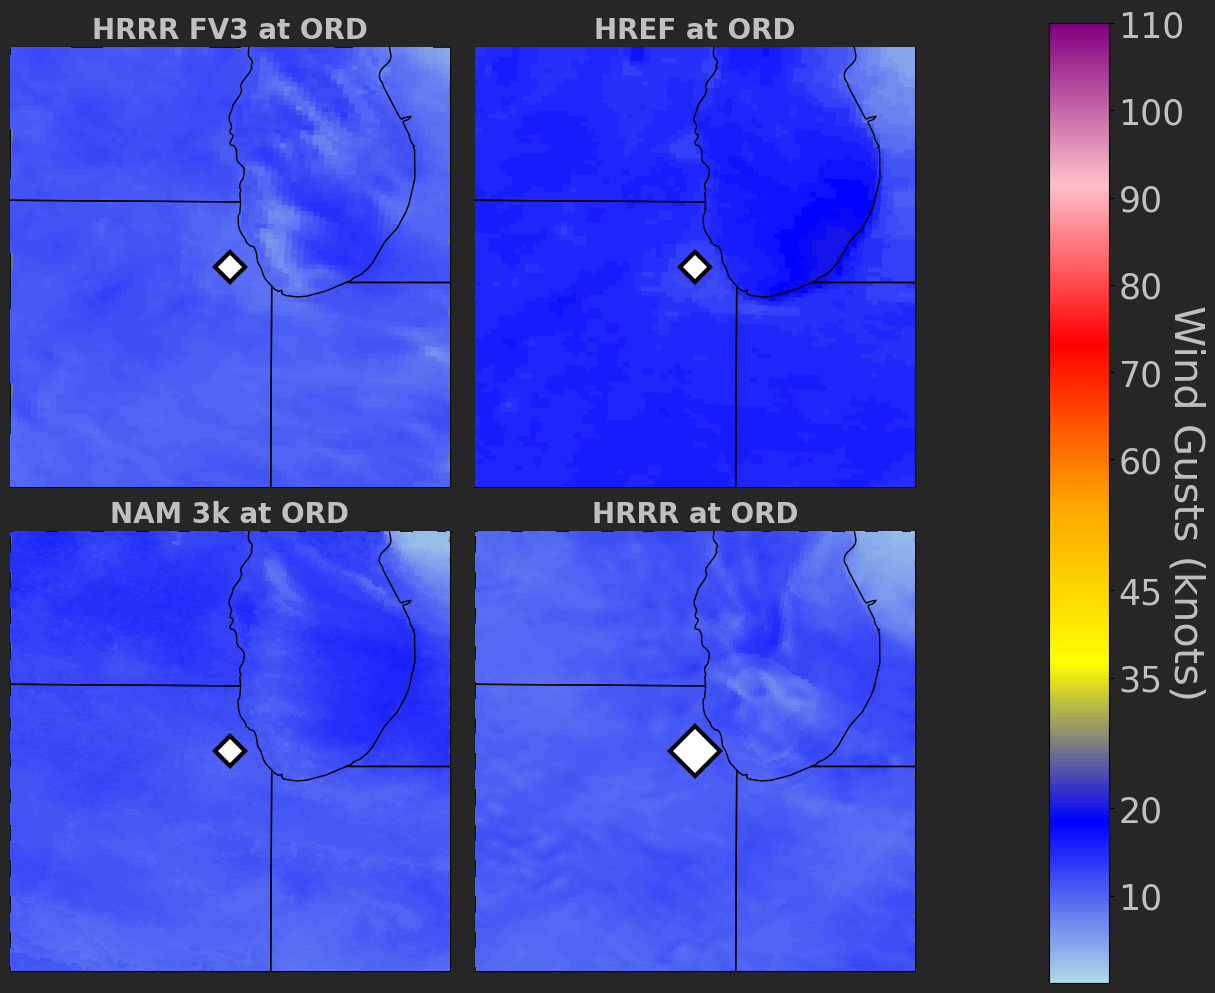 HRRR FV3 at ORD
HREF at ORD
NAM 3k at ORD
HRRR at ORD
110
100
90
80
70
60
45
35
20
10
Wind Gusts (knots)